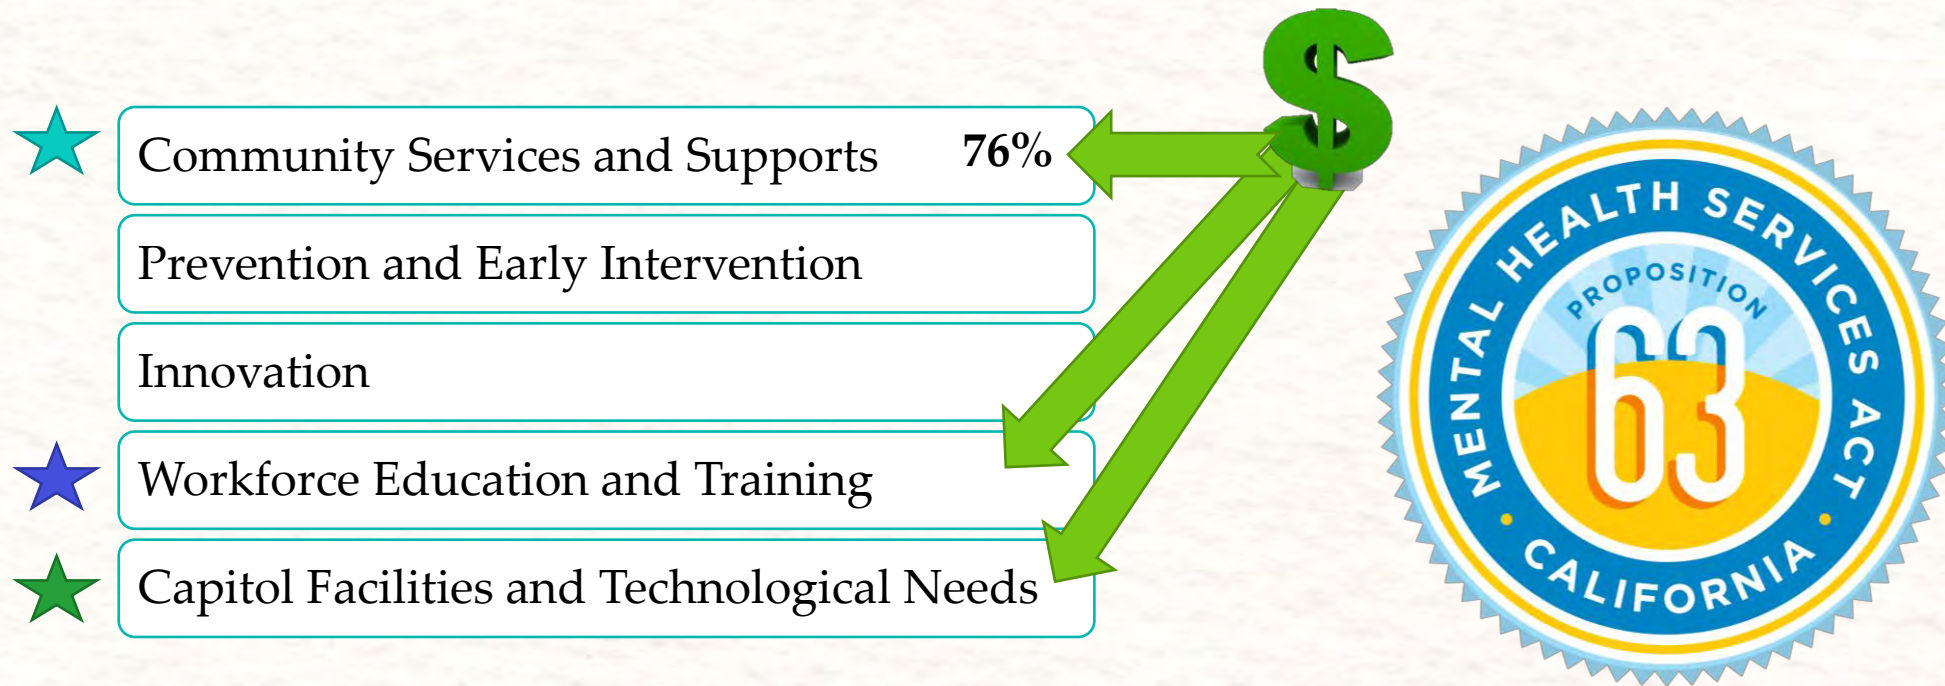 Community Services and Supports 76%
Prevention and Early Intervention
Innovation
Workforce Education and Training
Capitol Facilities and Technological Needs
$
MENTAL HEALTH SERVICES ACT
PROPOSITION
63
CALIFORNIA